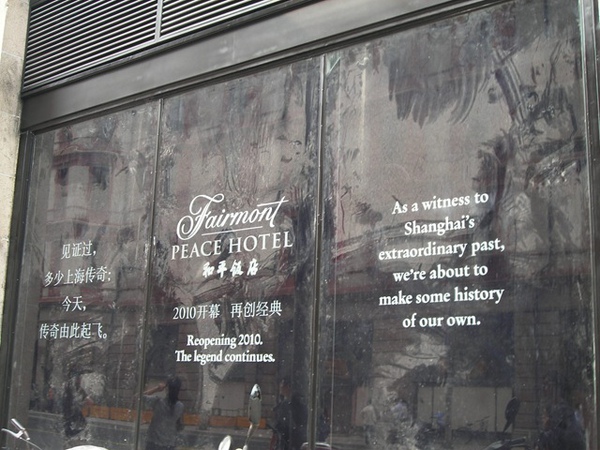 见证过,
多少上海传奇;
今天,
传奇由此起飞。
Fairmont
PEACE HOTEL
和平饭店
2010开幕 再创经典
Reopening 2010.
The legend continues.
As a witness to
Shanghai's
extraordinary past,
we're about to
make some history
of our own.